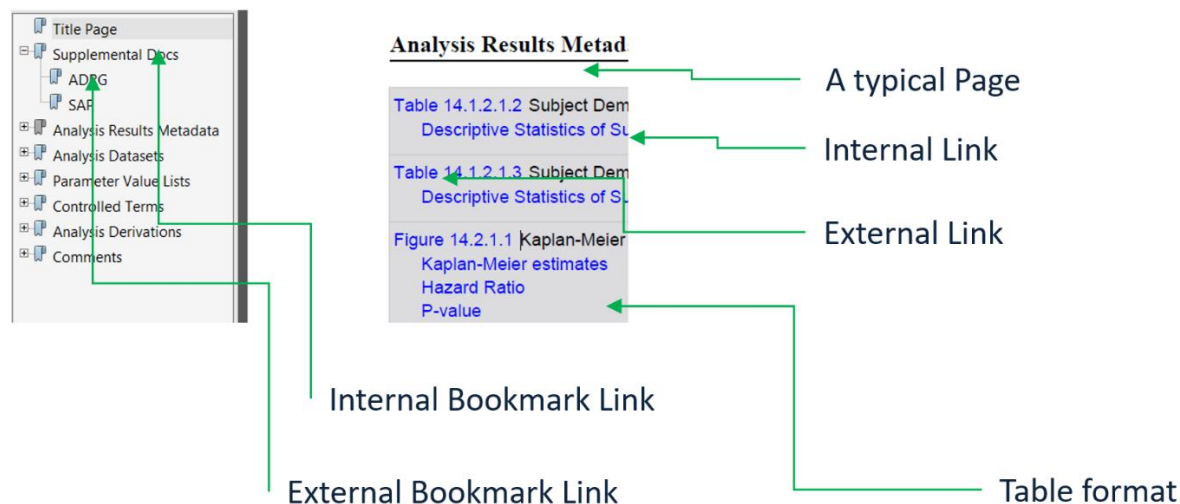 Title Page
Supplemental Docs
ADRG
SAP
Analysis Results Metadata
Analysis Datasets
Parameter Value Lists
Controlled Terms
Analysis Derivations
Comments
Analysis Results Metad
Table 14.1.2.1.2 Subject Dem
Descriptive Statistics of Su
Table 14.1.2.1.3 Subject Dem
Descriptive Statistics of Su
Figure 14.2.1.1 Kaplan-Meier
Kaplan-Meier estimates
Hazard Ratio
P-value
A typical Page
Internal Link
External Link
Internal Bookmark Link
External Bookmark Link
Table format